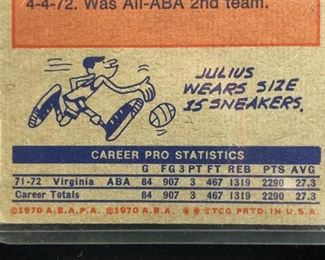 4-4-72. Was All-ABA 2nd team.
JULIUS
WEARS SIZE
15 SNEAKERS.
CAREER PRO STATISTICS
G FG 3PT FT REB PTS AVG
71-72 Virginia ABA 84 907 3 467 1319 2290 27.3
Career Totals 84 907 3 467 1319 2290 27.3
©1970 A.B.A.P.A. ©1970 A.B.A. ✩✩TCG PRTD. IN U.S.A.